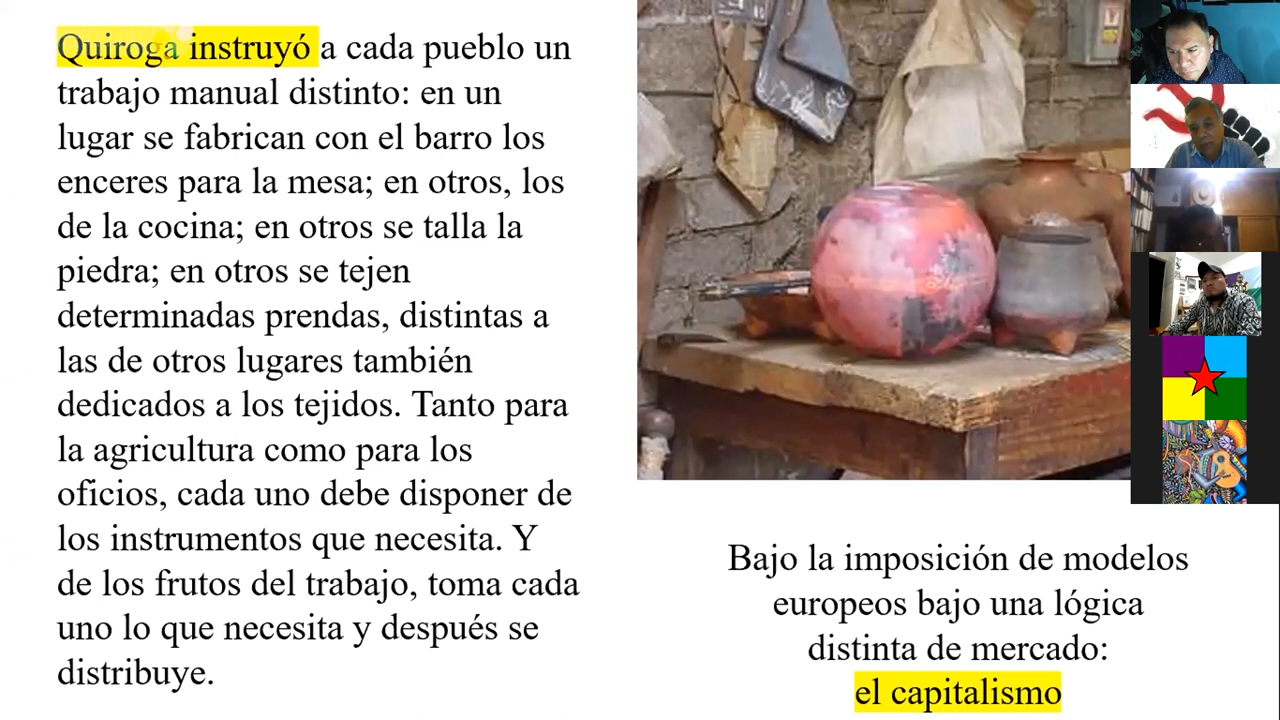 Quiroga instruyó a cada pueblo un
trabajo manual distinto: en un
lugar se fabrican con el barro los
enceres para la mesa; en otros, los
de la cocina; en otros se talla la
piedra; en otros se tejen
determinadas prendas, distintas a
las de otros lugares también
dedicados a los tejidos. Tanto para
la agricultura como para los
oficios, cada uno debe disponer de
los instrumentos que necesita. Y
de los frutos del trabajo, toma cada
uno lo que necesita y después se
distribuye.
Bajo la imposición de modelos
europeos bajo una lógica
distinta de mercado:
el capitalismo